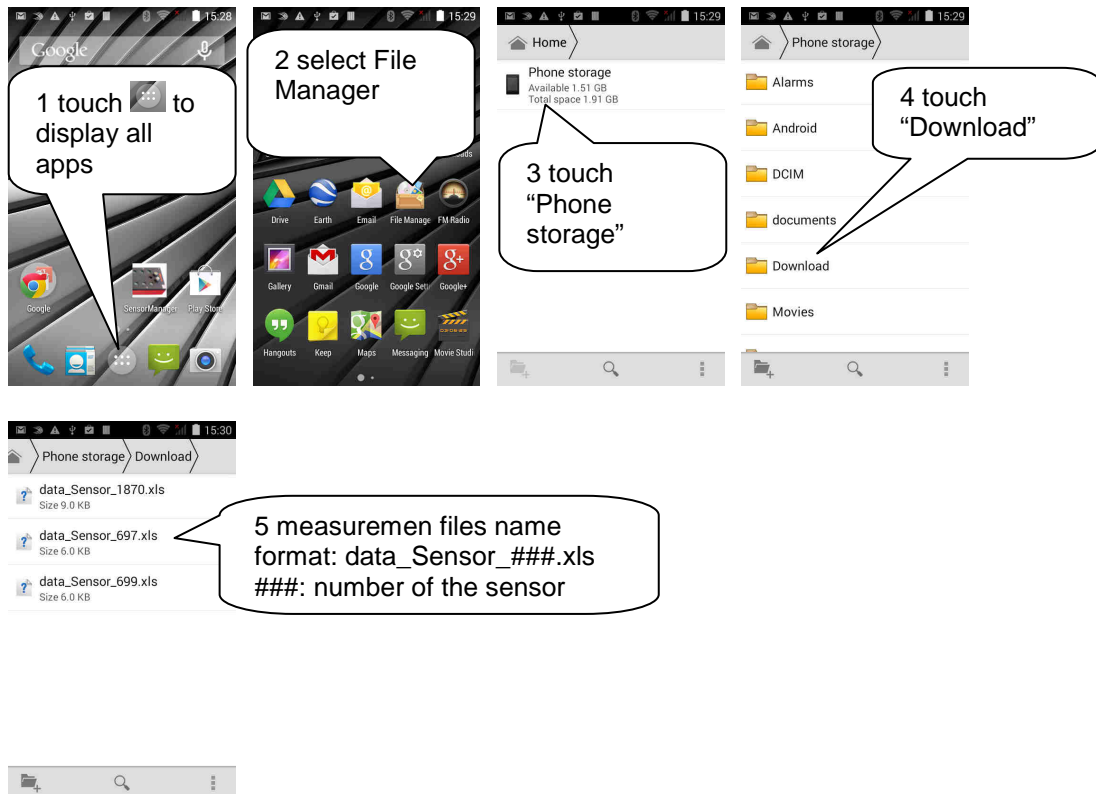 15:28
Google
1 touch to
display all
apps
Google
SensorManager
Play Store
15:29
2 select File
Manager
Drive
Earth
Email
File Manage
FM Radio
Gallery
Gmail
Google
Google Sett
Google+
Hangouts
Keep
Maps
Messaging
Movie Studi
15:29
Home
Phone storage
Available 1.51 GB
Total space 1.91 GB
3 touch
“Phone
storage”
15:29
Phone storage
Alarms
Android
DCIM
documents
Download
Movies
4 touch
“Download”
15:30
Phone storage
Download
data_Sensor_1870.xls
Size 9.0 KB
data_Sensor_697.xls
Size 6.0 KB
data_Sensor_699.xls
Size 6.0 KB
5 measuremen files name
format: data_Sensor_###.xls
###: number of the sensor